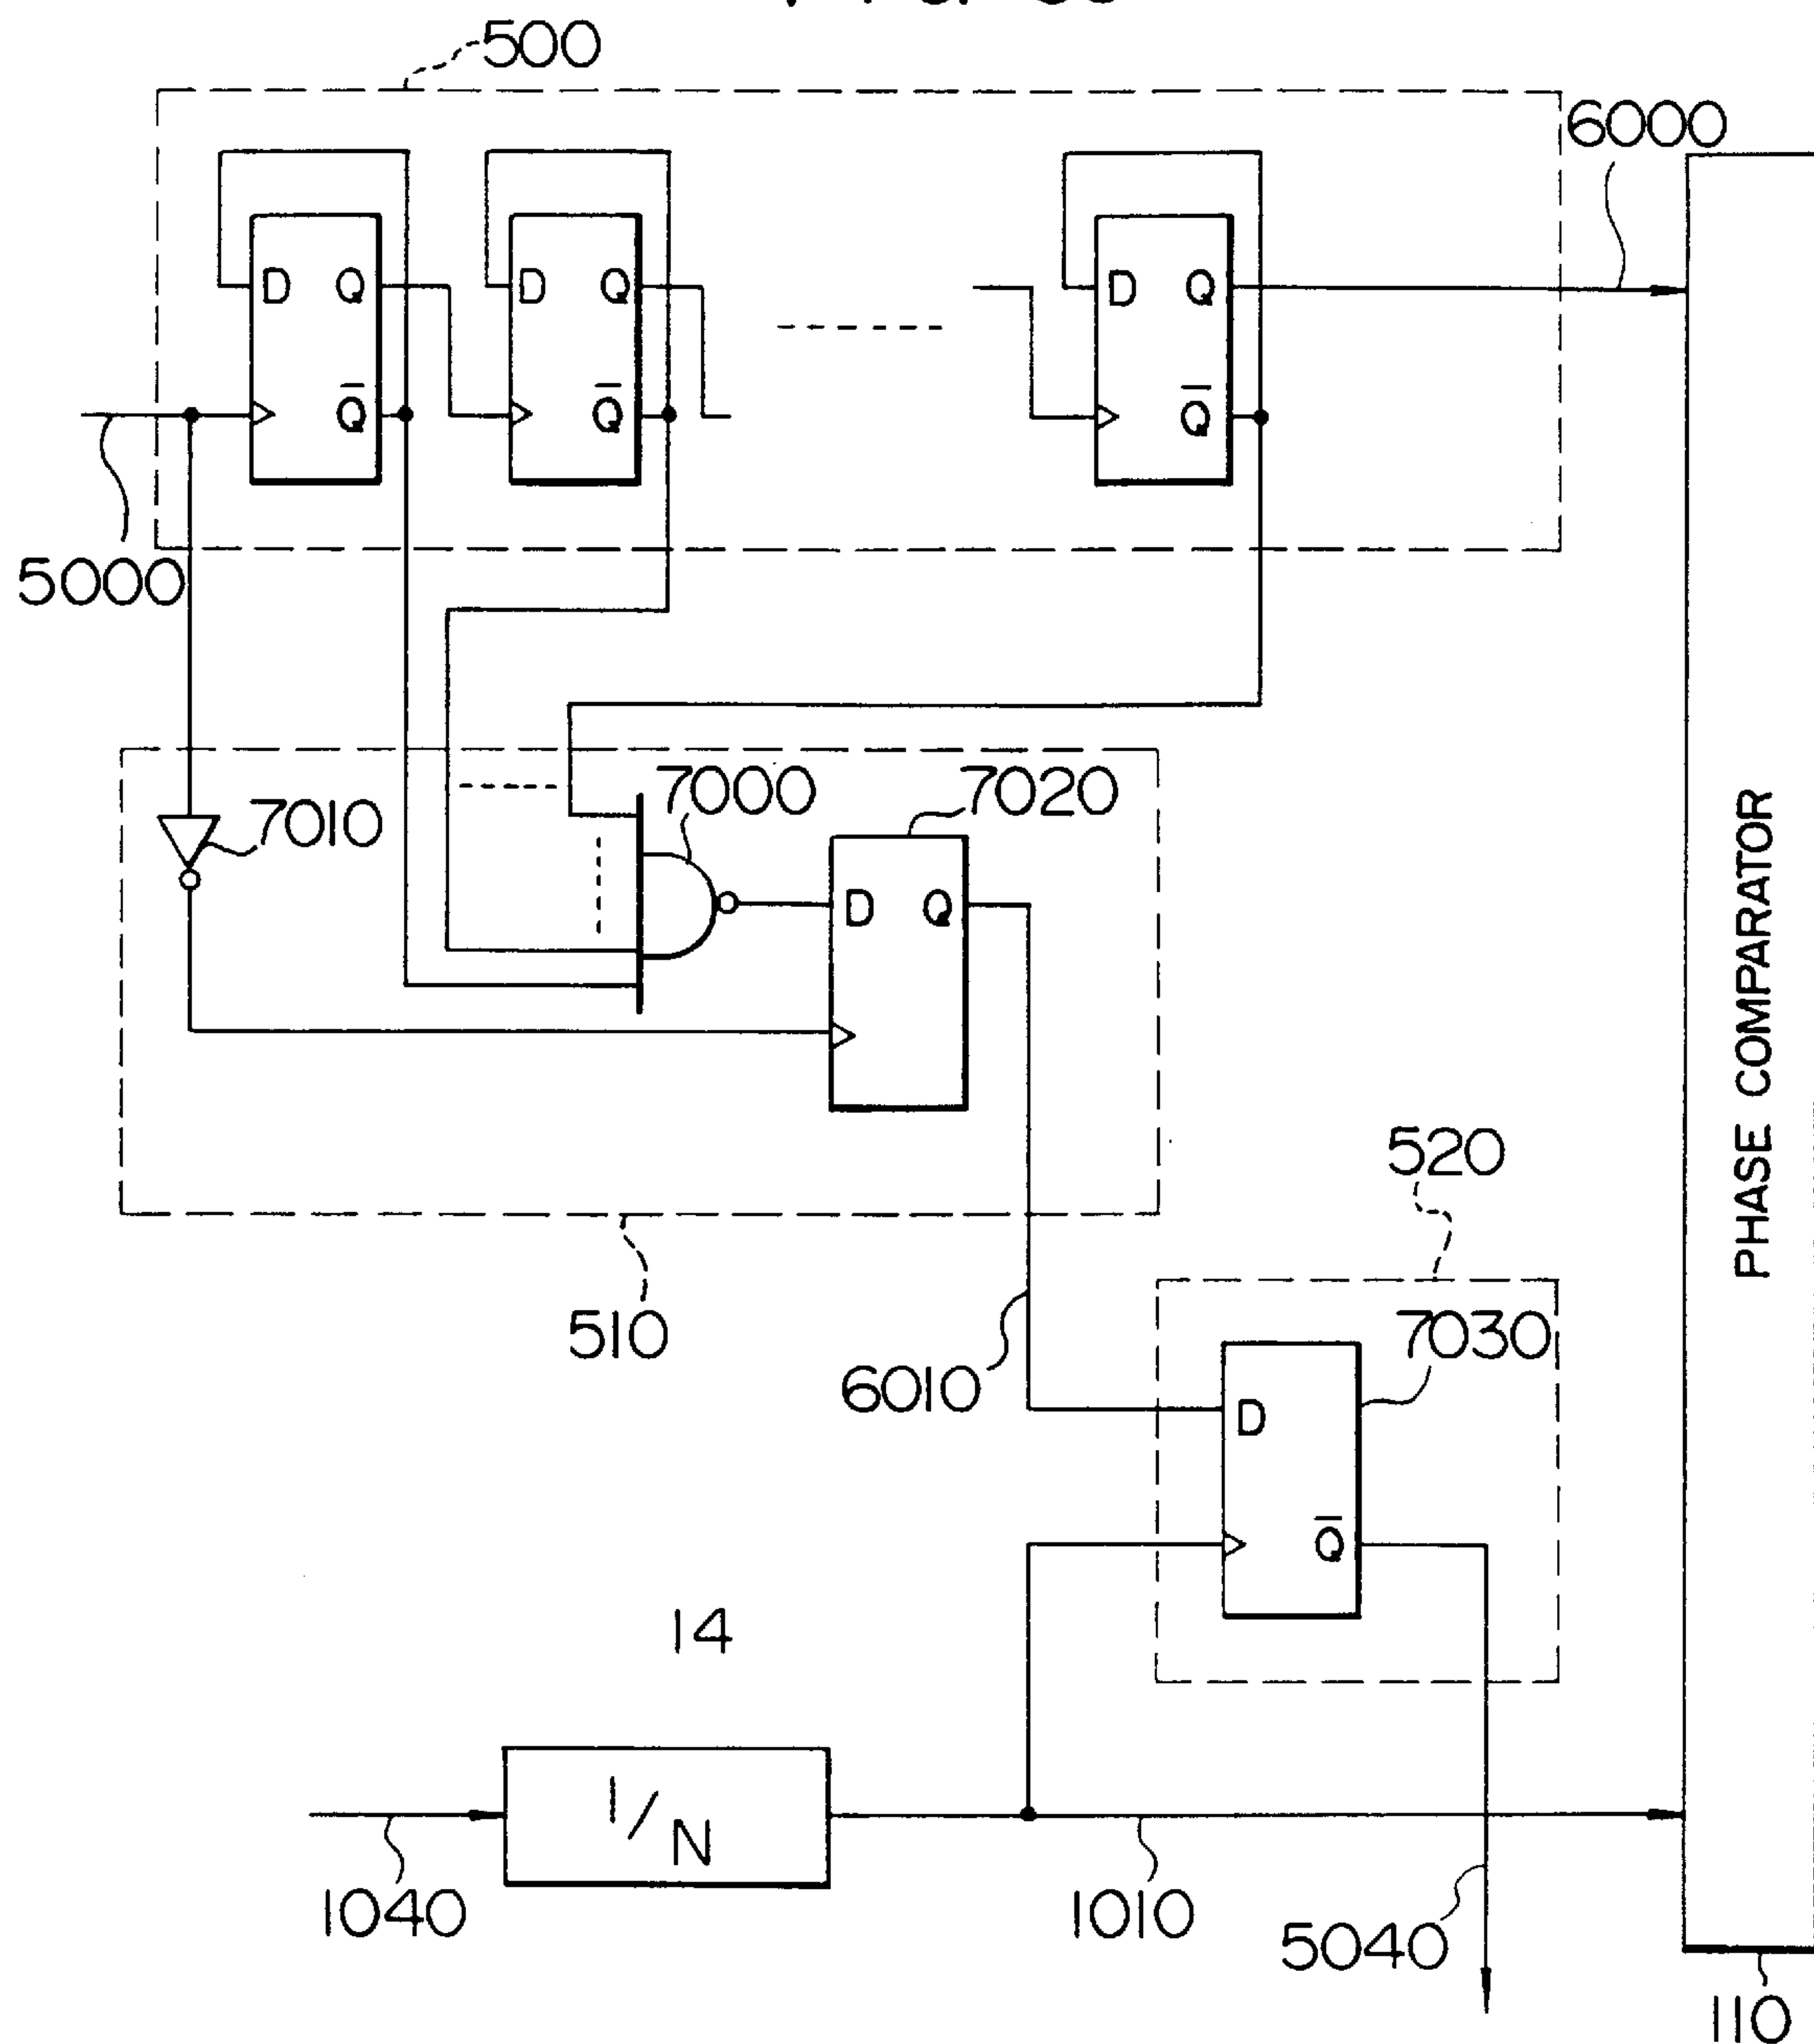 500
6000
D Q D Q D Q
Q̅ Q̅ Q̅
5000
7000 7020
7010
D Q
PHASE COMPARATOR
520
510
7030
6010
D
Q̅
14
1/N
1040 1010
5040
110